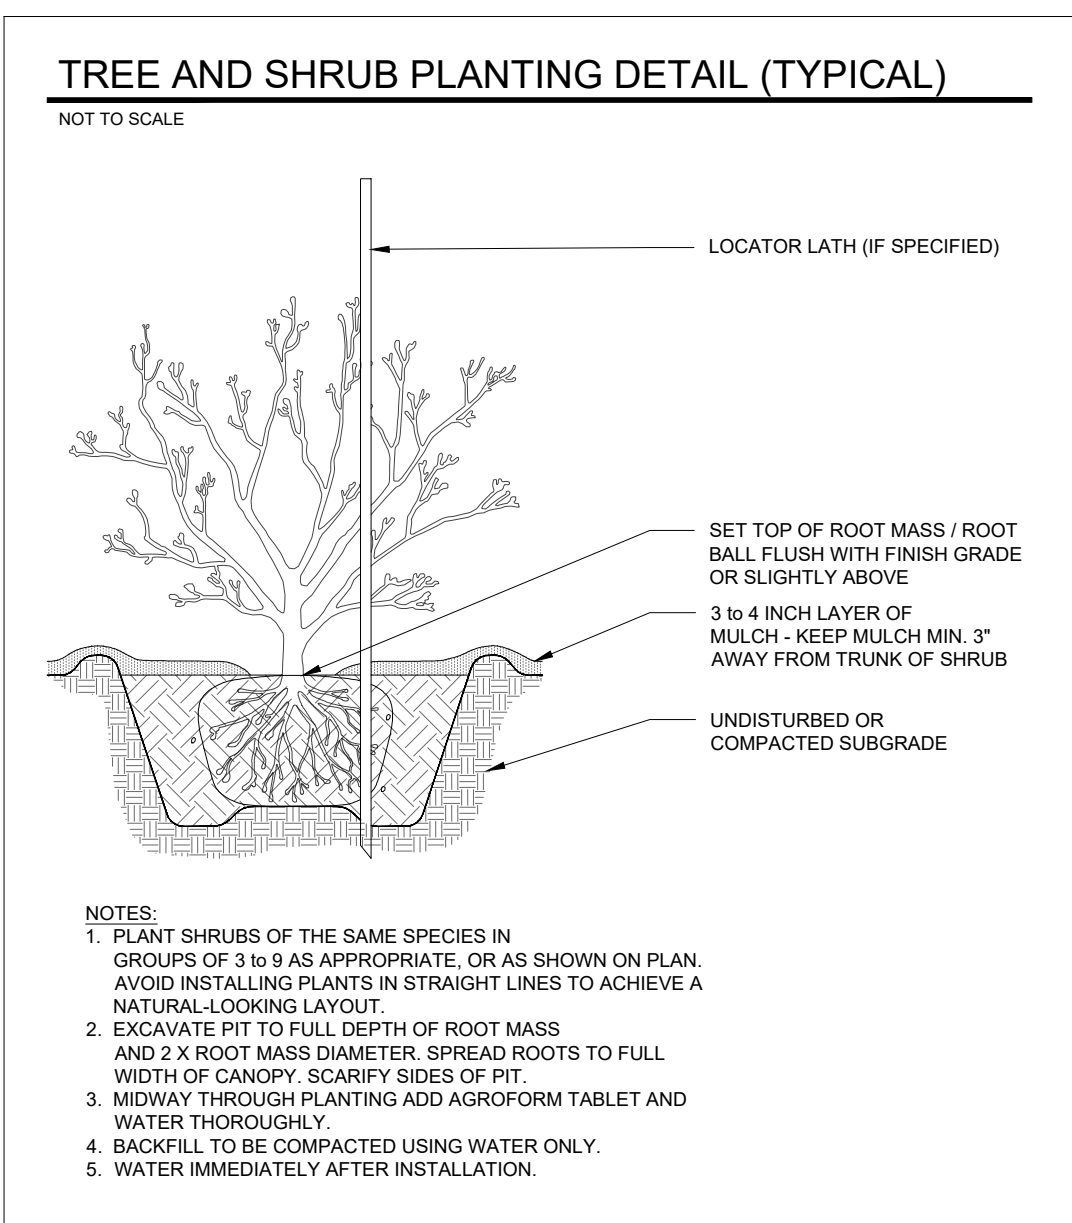 TREE AND SHRUB PLANTING DETAIL (TYPICAL)
NOT TO SCALE
LOCATOR LATH (IF SPECIFIED)
SET TOP OF ROOT MASS / ROOT
BALL FLUSH WITH FINISH GRADE
OR SLIGHTLY ABOVE
3 to 4 INCH LAYER OF
MULCH - KEEP MULCH MIN. 3"
AWAY FROM TRUNK OF SHRUB
UNDISTURBED OR
COMPACTED SUBGRADE
NOTES:
1. PLANT SHRUBS OF THE SAME SPECIES IN
GROUPS OF 3 to 9 AS APPROPRIATE, OR AS SHOWN ON PLAN.
AVOID INSTALLING PLANTS IN STRAIGHT LINES TO ACHIEVE A
NATURAL-LOOKING LAYOUT.
2. EXCAVATE PIT TO FULL DEPTH OF ROOT MASS
AND 2 X ROOT MASS DIAMETER. SPREAD ROOTS TO FULL
WIDTH OF CANOPY. SCARIFY SIDES OF PIT.
3. MIDWAY THROUGH PLANTING ADD AGROFORM TABLET AND
WATER THOROUGHLY.
4. BACKFILL TO BE COMPACTED USING WATER ONLY.
5. WATER IMMEDIATELY AFTER INSTALLATION.